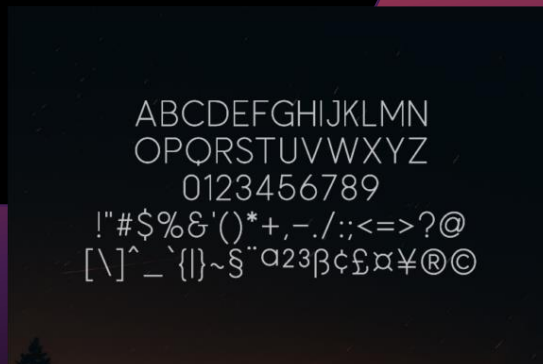 ABCDEFGHIJKLMN
OPQRSTUVWXYZ
0123456789
!"#$%&'()*+,-./:;<=>?@
[\]^_`{|}~§¨ª²³β¢£¤¥®©